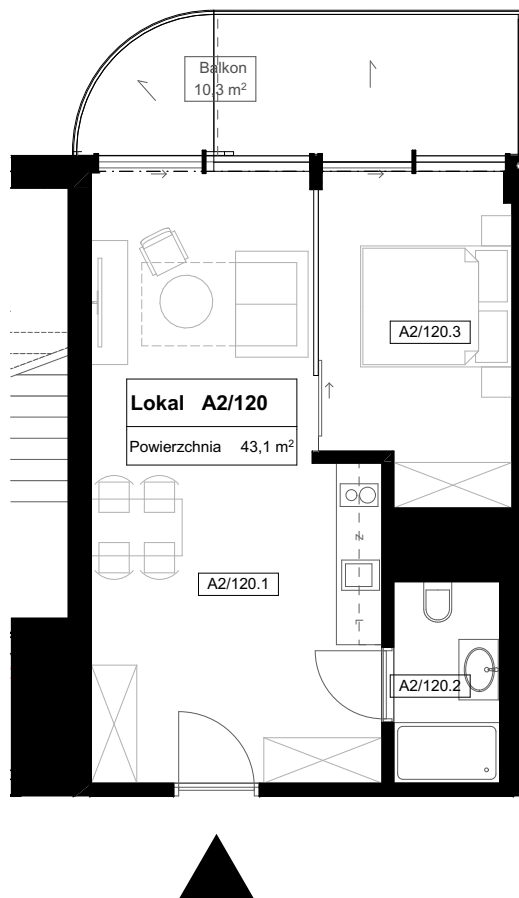 Balkon
10,3 m²
A2/120.3
Lokal A2/120
Powierzchnia 43,1 m²
A2/120.1
Z
L
A2/120.2